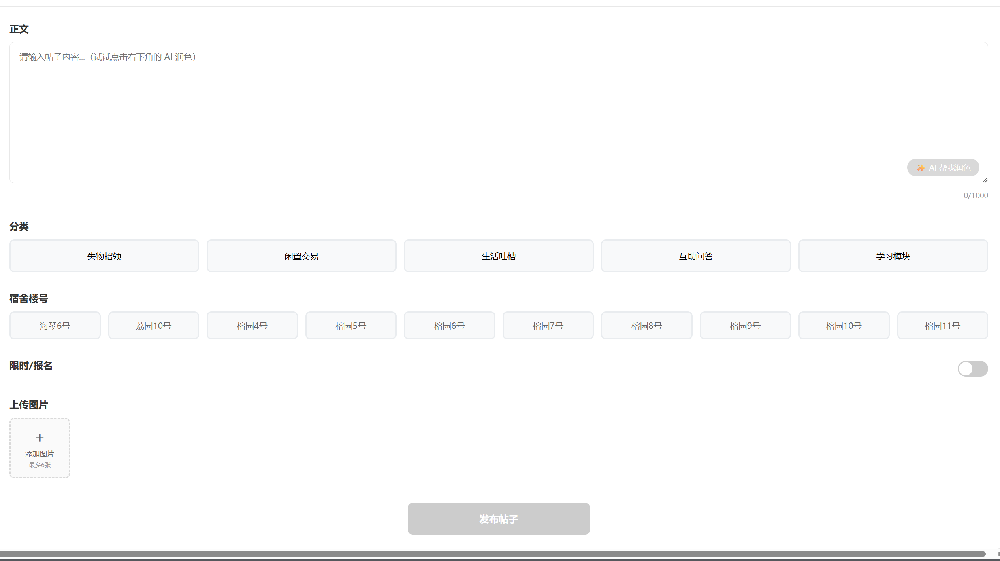 正文
请输入帖子内容...（试试点击右下角的 AI 润色）
✨ AI 帮我润色
0/1000
分类
失物招领 闲置交易 生活吐槽 互助问答 学习模块
宿舍楼号
海琴6号 荔园10号 榕园4号 榕园5号 榕园6号 榕园7号 榕园8号 榕园9号 榕园10号 榕园11号
限时/报名
上传图片
+
添加图片
最多6张
发布帖子